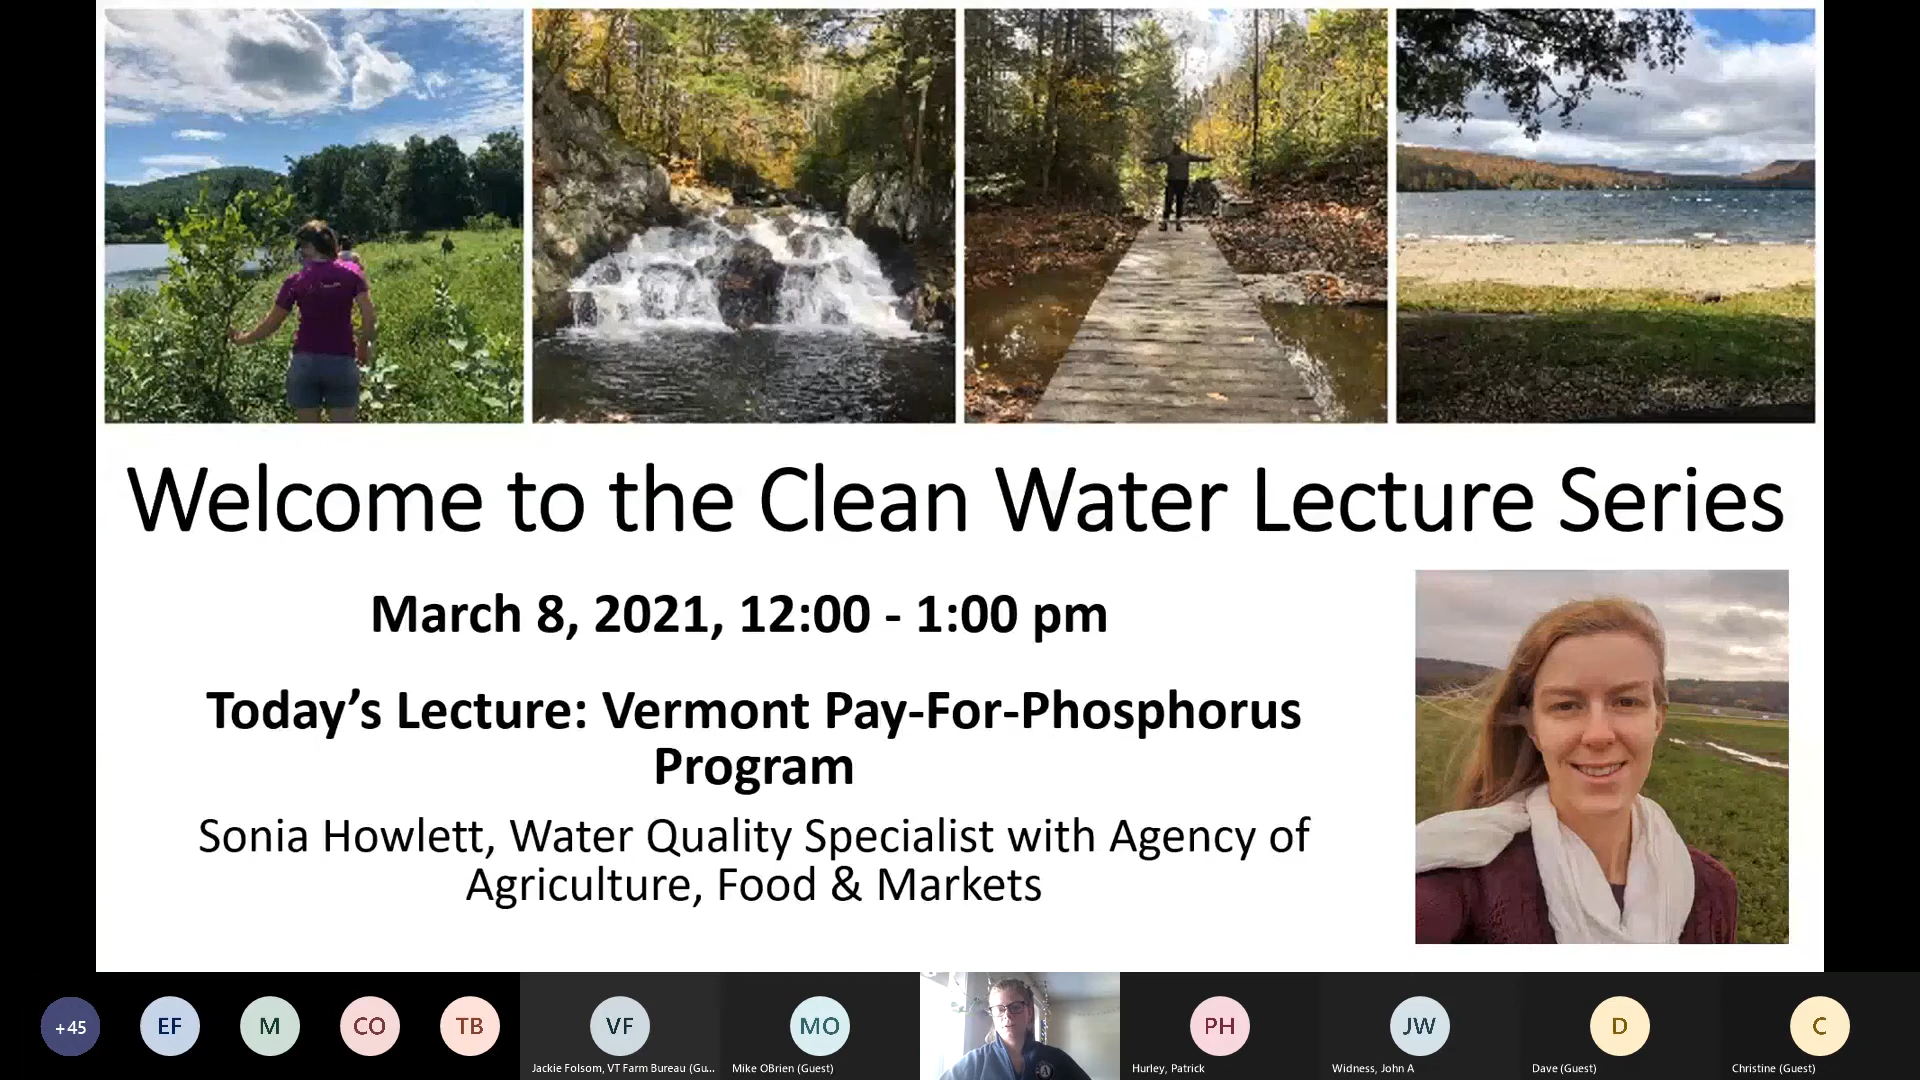 Welcome to the Clean Water Lecture Series
March 8, 2021, 12:00 - 1:00 pm
Today’s Lecture: Vermont Pay-For-Phosphorus
Program
Sonia Howlett, Water Quality Specialist with Agency of
Agriculture, Food & Markets
+45
EF
M
CO
TB
VF
MO
PH
JW
D
C
Jackie Folsom, VT Farm Bureau (Gu...
Mike OBrien (Guest)
Hurley, Patrick
Widness, John A
Dave (Guest)
Christine (Guest)